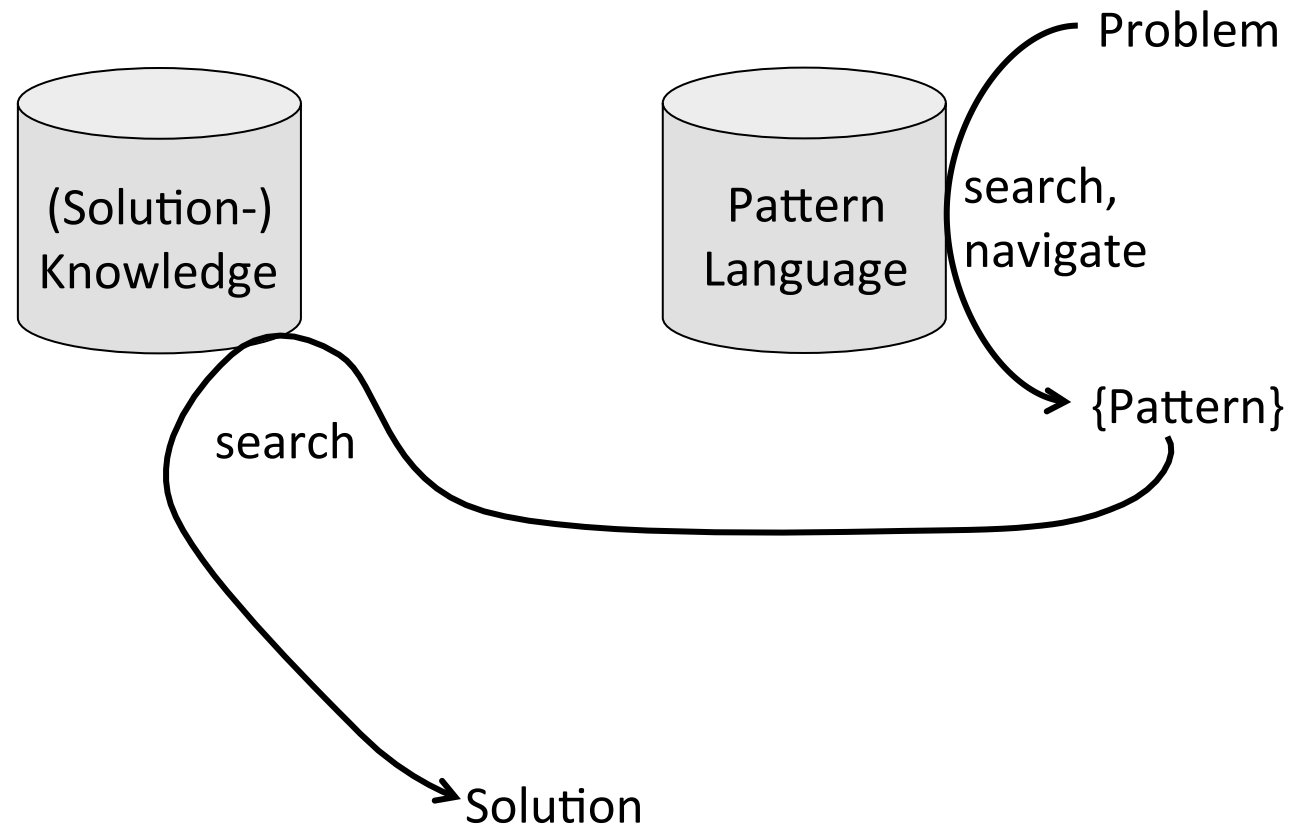 Problem
(Solution-)
Knowledge
Pattern
Language
search,
navigate
{Pattern}
search
Solution